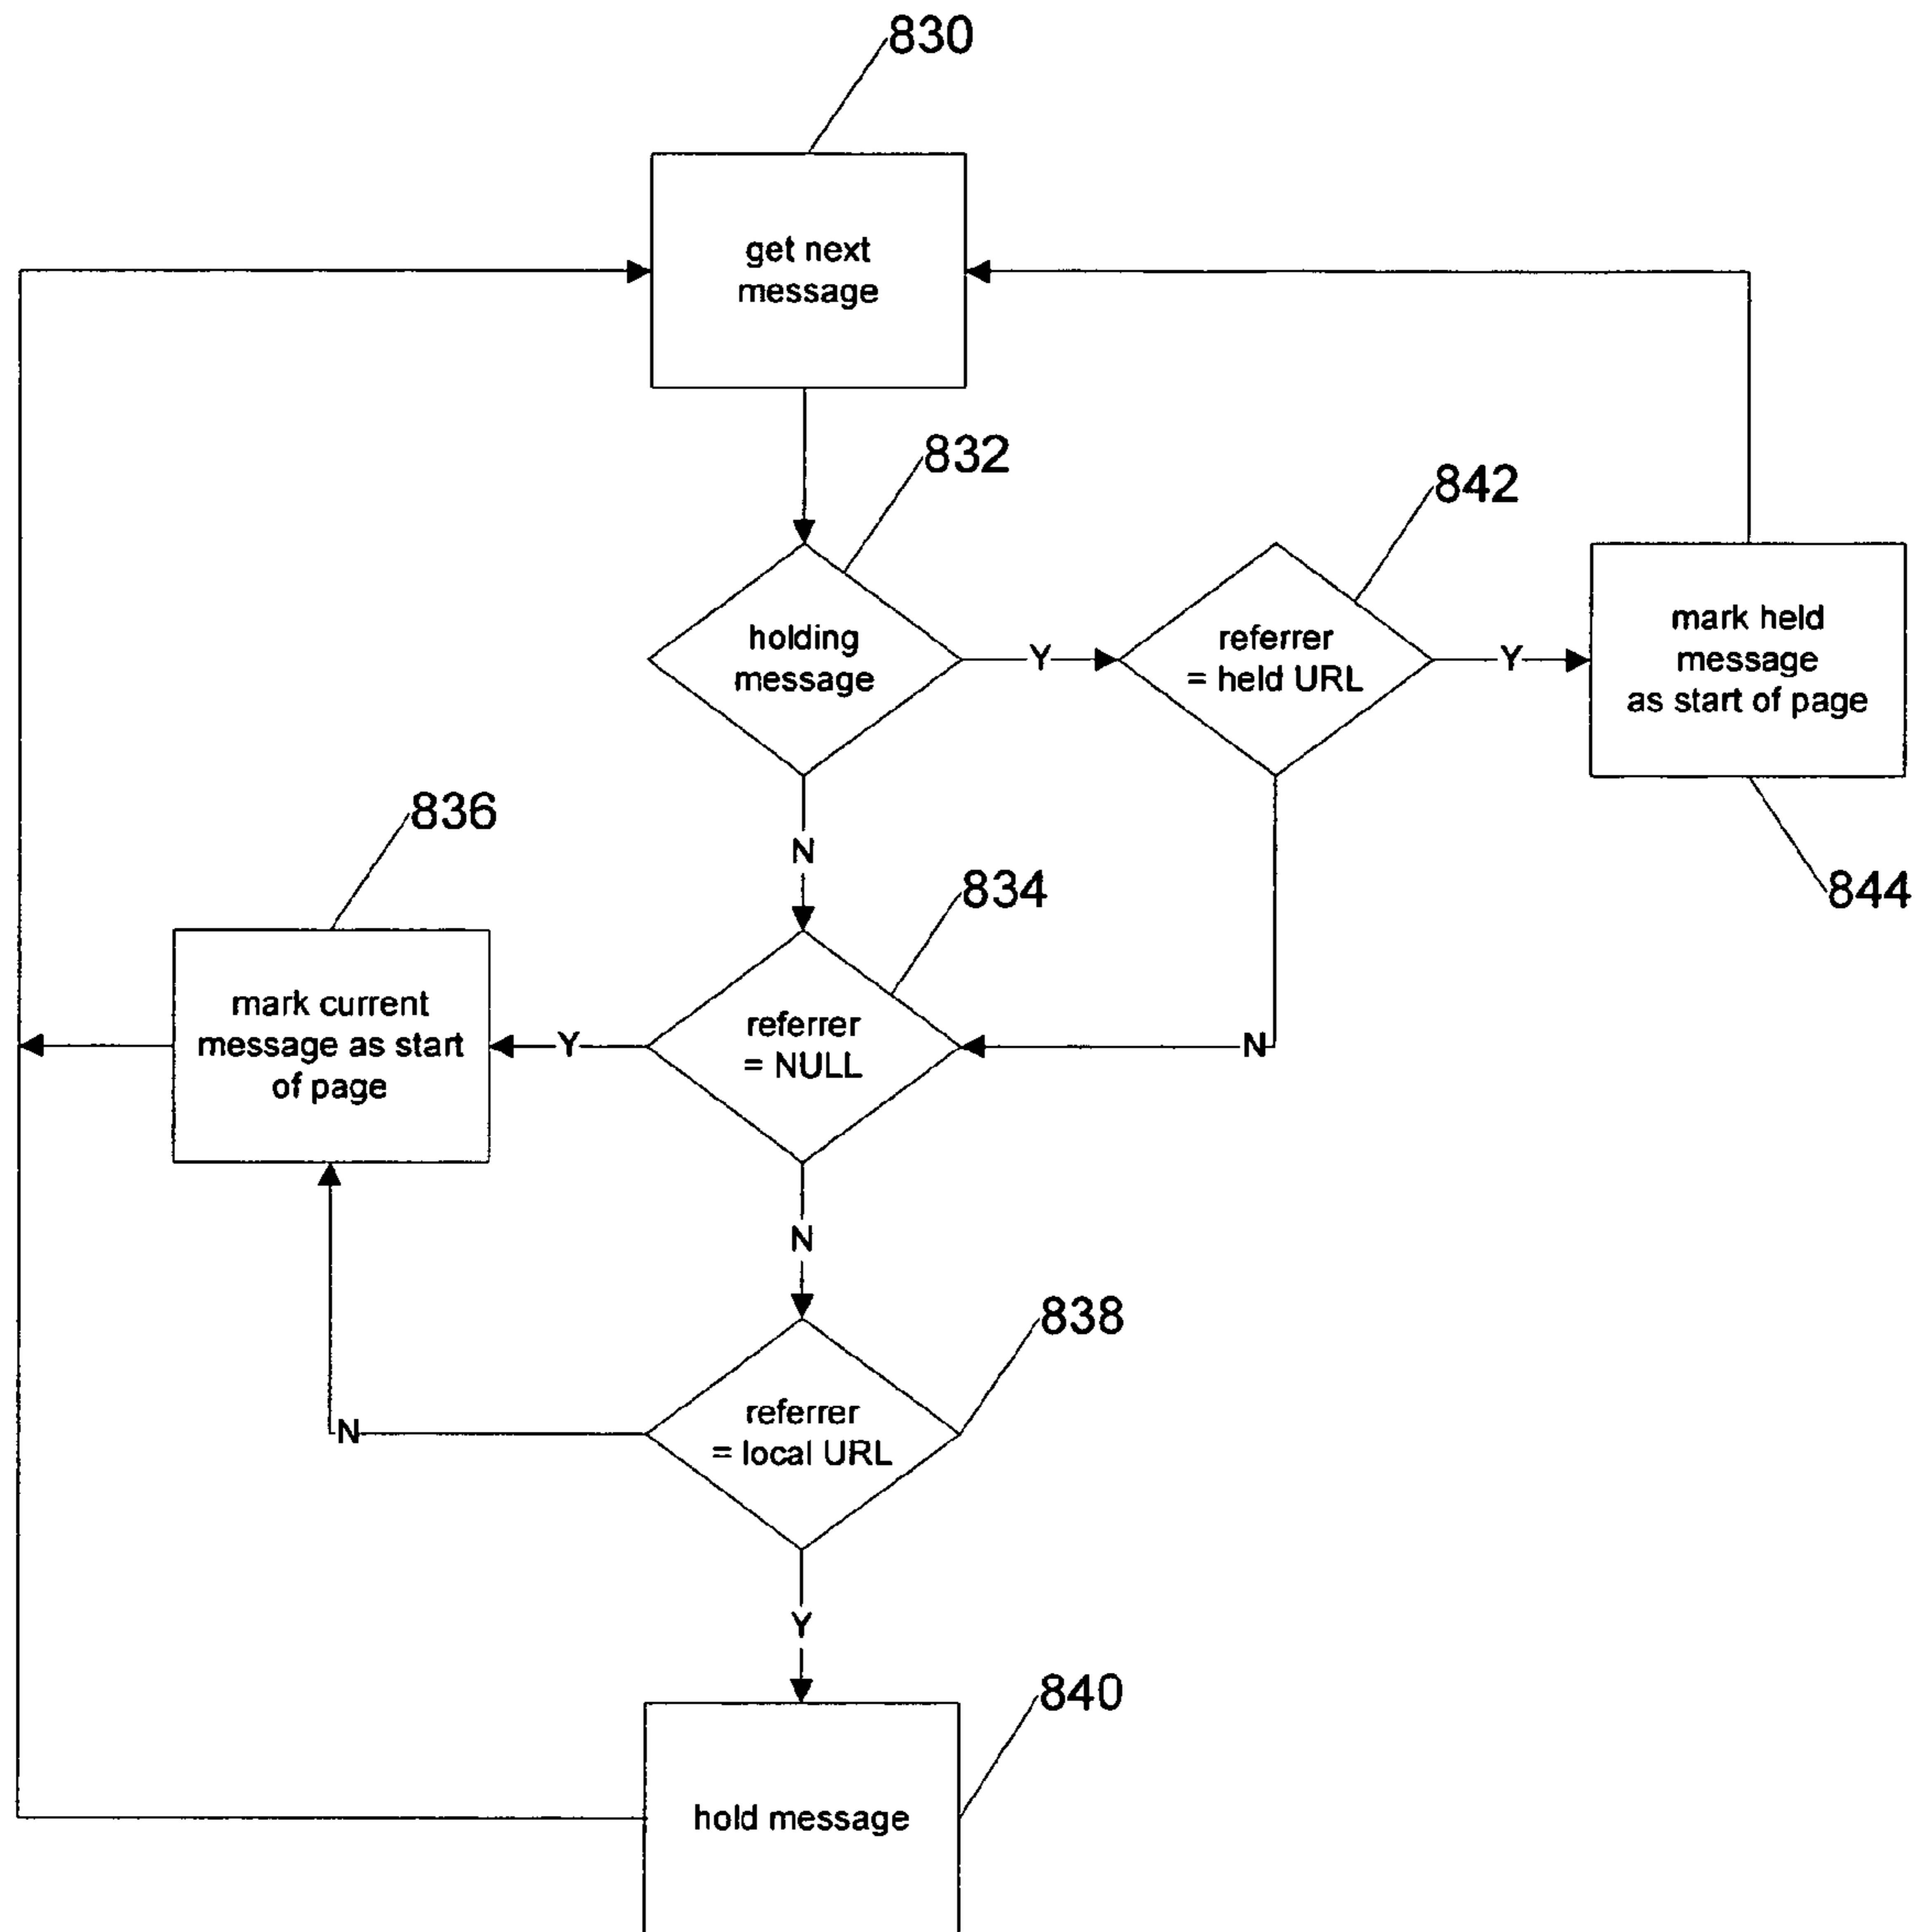 830
get next
message
832
842
holding
message
Y
referrer
= held URL
Y
mark held
message
as start of page
836
N
834
844
mark current
message as start
of page
Y
referrer
= NULL
N
N
838
referrer
= local URL
N
Y
840
hold message